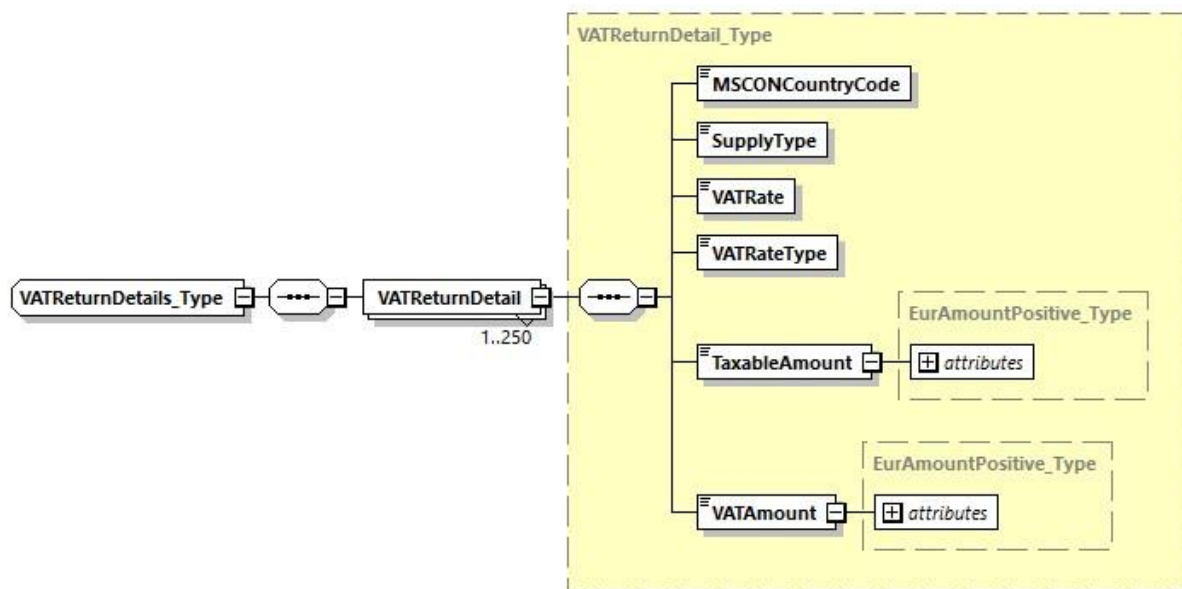 VATReturnDetail_Type
MSCONCountryCode
SupplyType
VATRate
VATRateType
VATReturnDetails_Type
VATReturnDetail
1..250
EurAmountPositive_Type
TaxableAmount
attributes
EurAmountPositive_Type
VATAmount
attributes